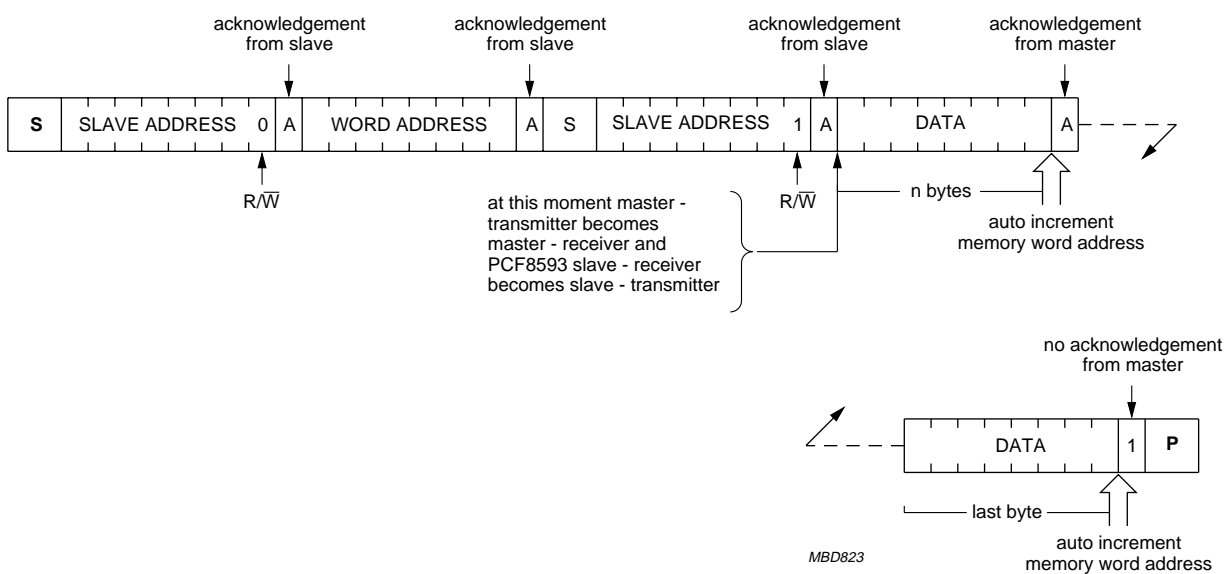 acknowledgement
from slave
acknowledgement
from slave
acknowledgement
from slave
acknowledgement
from master
S SLAVE ADDRESS 0 A WORD ADDRESS A S SLAVE ADDRESS 1 A DATA A
R/W̅
R/W̅
n bytes
at this moment master -
transmitter becomes
master - receiver and
PCF8593 slave - receiver
becomes slave - transmitter
auto increment
memory word address
no acknowledgement
from master
DATA 1 P
last byte
auto increment
memory word address
MBD823